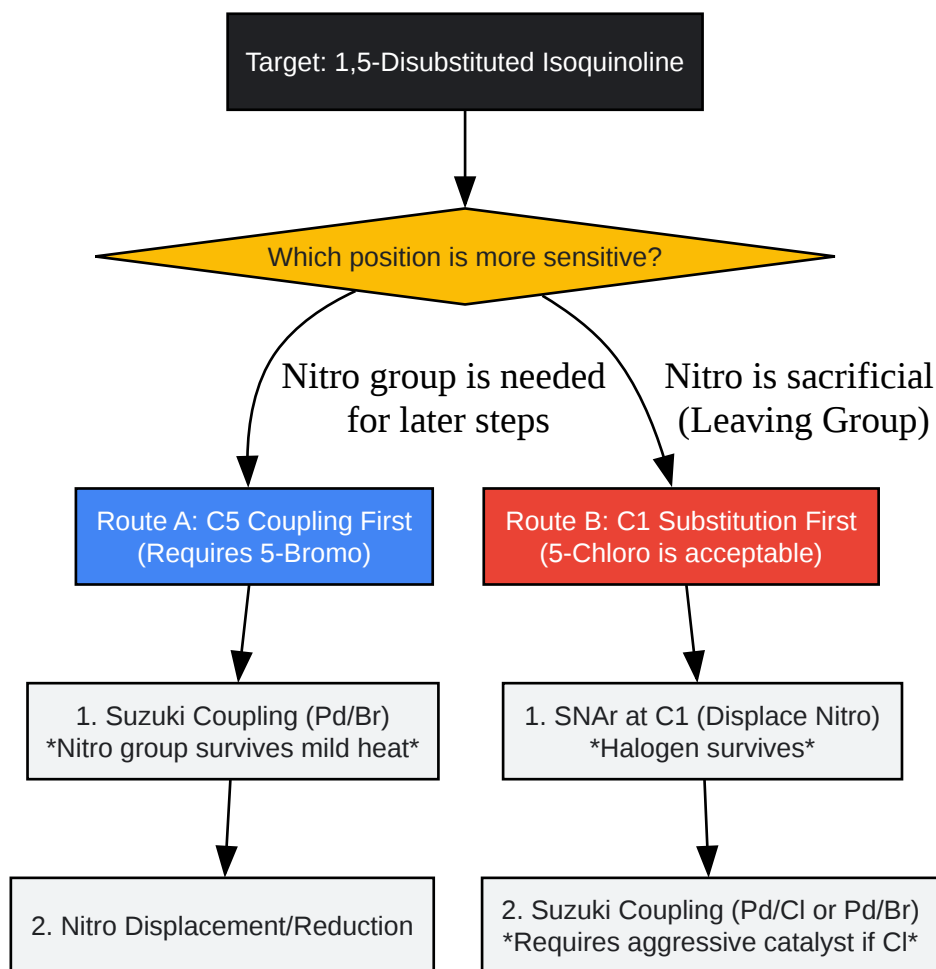 Target: 1,5-Disubstituted Isoquinoline
Which position is more sensitive?
Nitro group is needed
for later steps
Nitro is sacrificial
(Leaving Group)
Route A: C5 Coupling First
(Requires 5-Bromo)
Route B: C1 Substitution First
(5-Chloro is acceptable)
1. Suzuki Coupling (Pd/Br)
*Nitro group survives mild heat*
1. SNAr at C1 (Displace Nitro)
*Halogen survives*
2. Nitro Displacement/Reduction
2. Suzuki Coupling (Pd/Cl or Pd/Br)
*Requires aggressive catalyst if Cl*